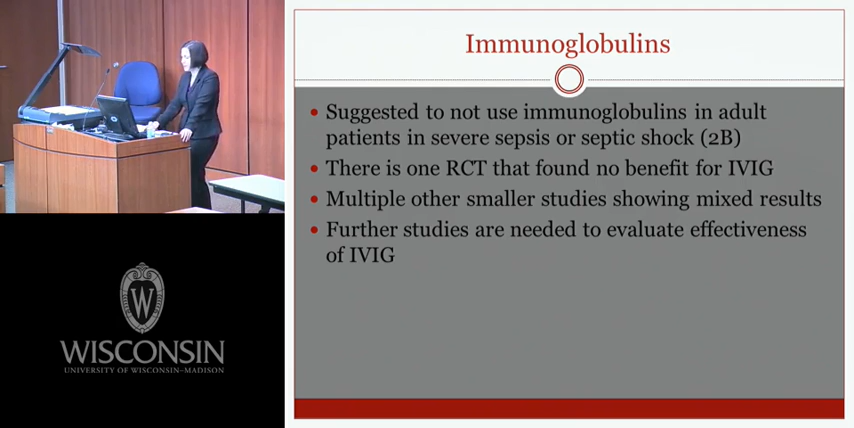 Immunoglobulins
• Suggested to not use immunoglobulins in adult
patients in severe sepsis or septic shock (2B)
• There is one RCT that found no benefit for IVIG
• Multiple other smaller studies showing mixed results
• Further studies are needed to evaluate effectiveness
of IVIG
W
WISCONSIN
UNIVERSITY OF WISCONSIN–MADISON